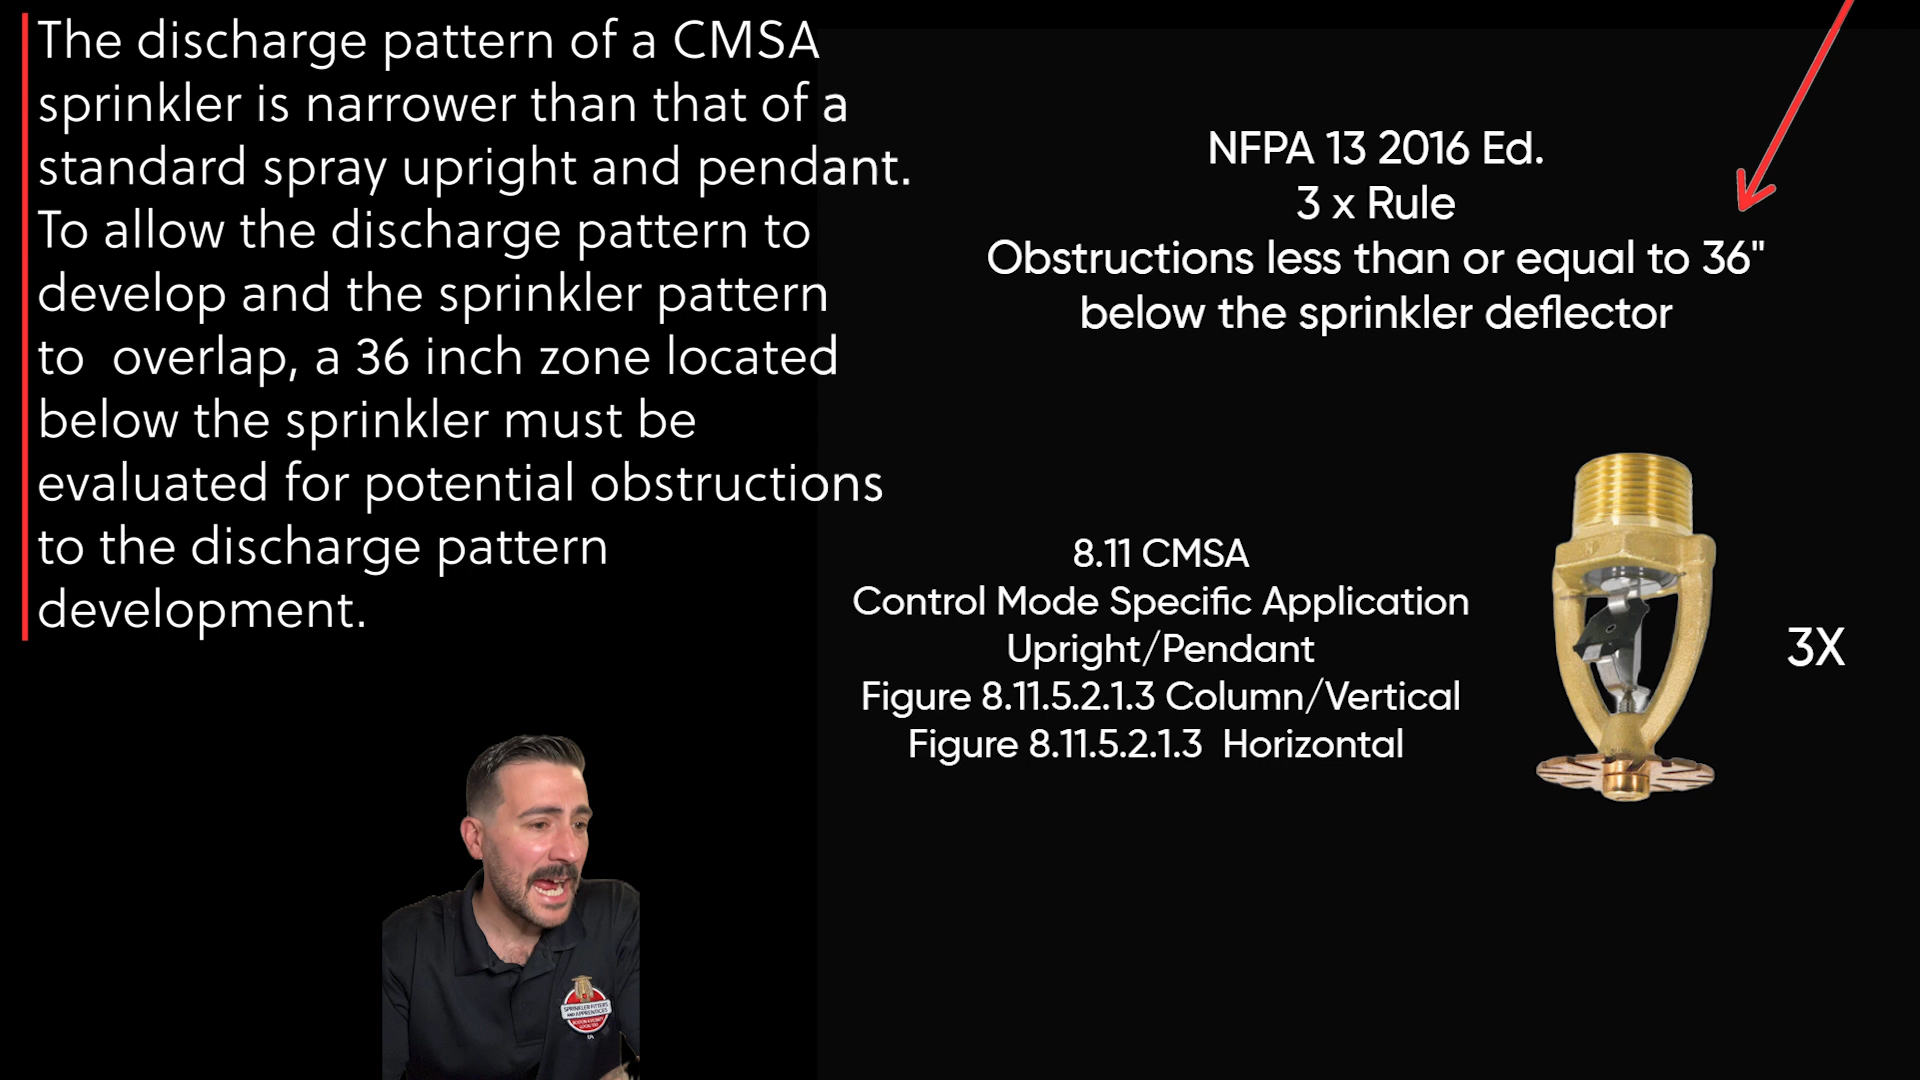 The discharge pattern of a CMSA
sprinkler is narrower than that of a
standard spray upright and pendant.
To allow the discharge pattern to
develop and the sprinkler pattern
to overlap, a 36 inch zone located
below the sprinkler must be
evaluated for potential obstructions
to the discharge pattern
development.
NFPA 13 2016 Ed.
3 x Rule
Obstructions less than or equal to 36"
below the sprinkler deflector
8.11 CMSA
Control Mode Specific Application
Upright/Pendant
Figure 8.11.5.2.1.3 Column/Vertical
Figure 8.11.5.2.1.3 Horizontal
3X
SPRINKLER FITTERS
AND APPRENTICES